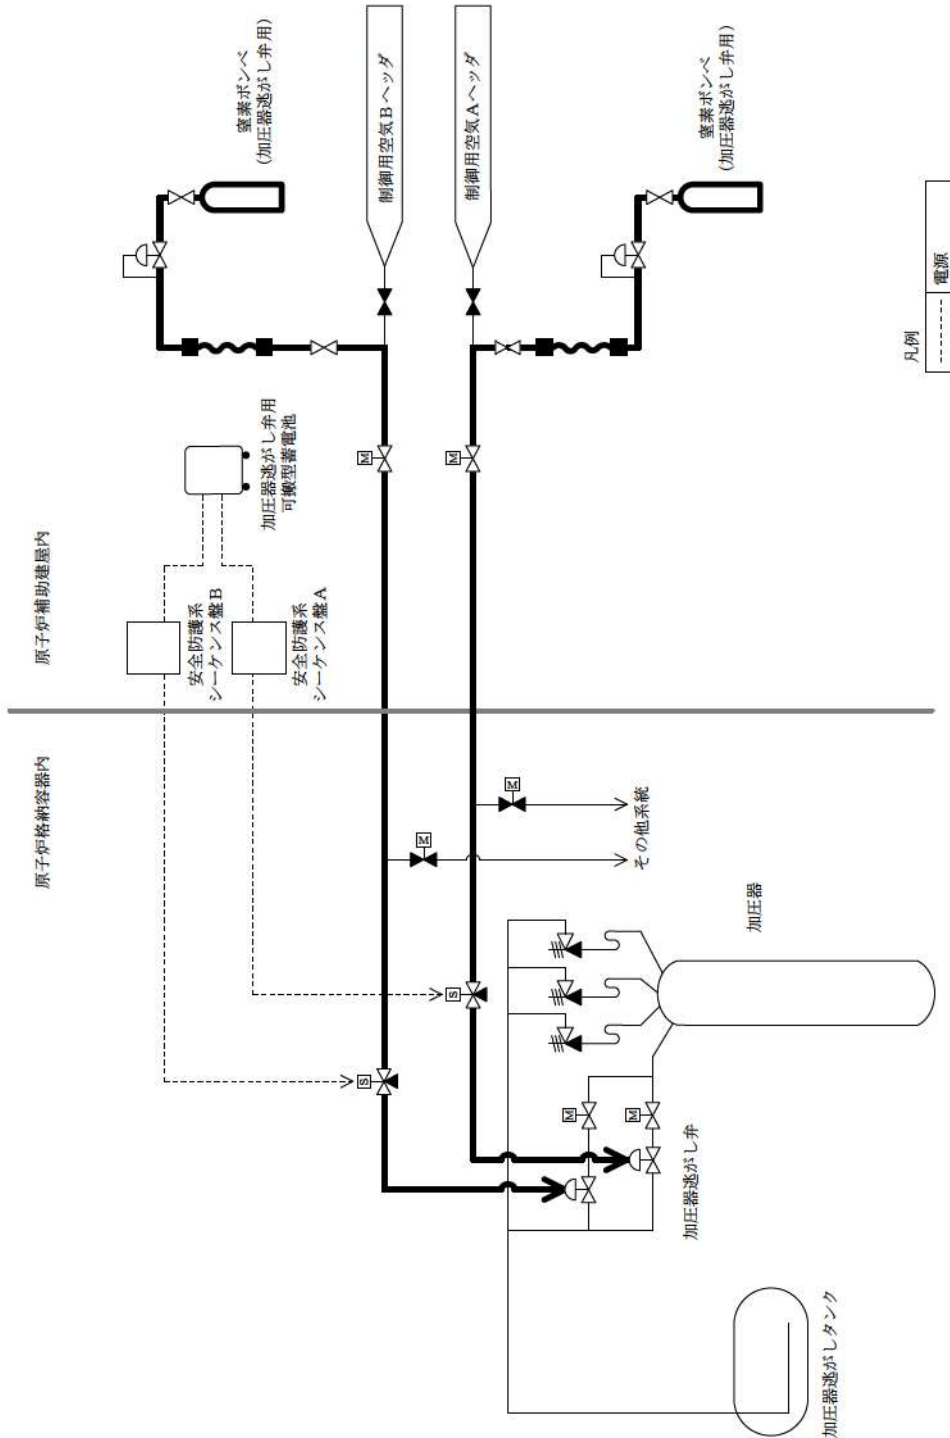 原子炉格納容器内
原子炉補助建屋内
窒素ボンベ
(加圧器逃がし弁用)
安全防護系
シーケンス盤B
安全防護系
シーケンス盤A
加圧器逃がし弁用
可搬型蓄電池
制御用空気Bヘッダ
S
M
M
制御用空気Aヘッダ
S
M
M
その他系統
M
M
加圧器
加圧器逃がし弁
加圧器逃がしタンク
窒素ボンベ
(加圧器逃がし弁用)
凡例
電源